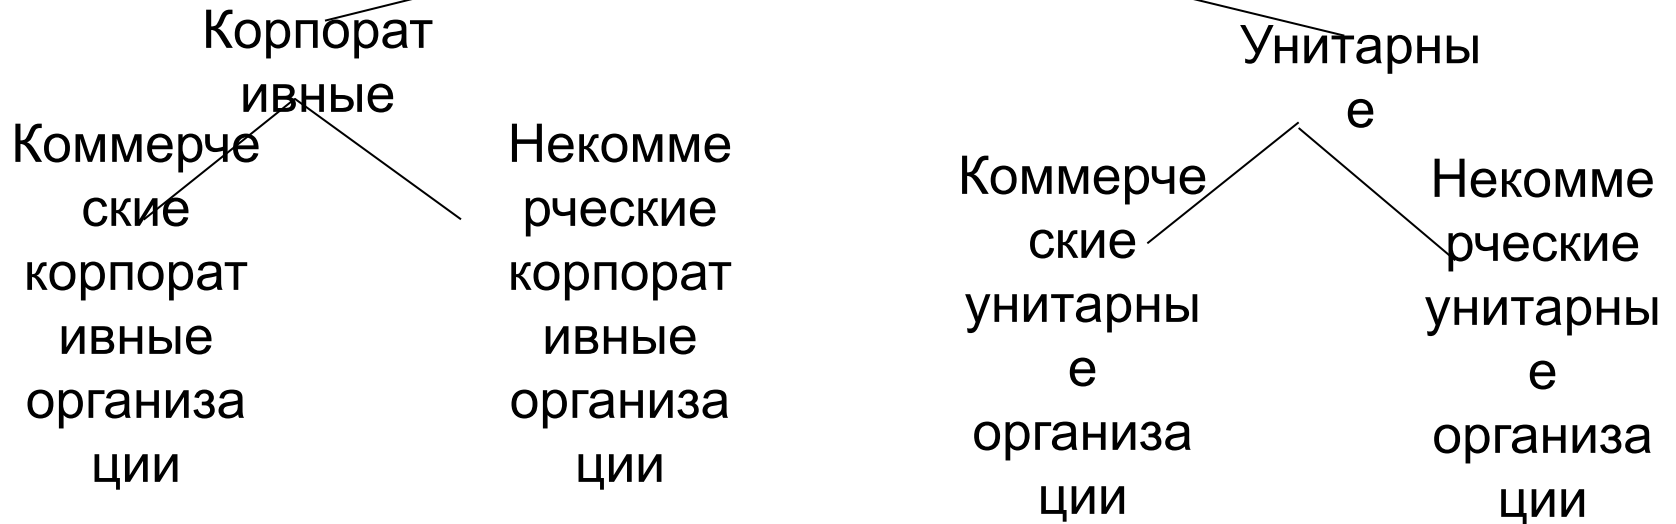 Корпорат
ивные
Унитарны
е
Коммерче
ские
корпорат
ивные
организа
ции
Некомме
рческие
корпорат
ивные
организа
ции
Коммерче
ские
унитарны
е
организа
ции
Некомме
рческие
унитарны
е
организа
ции